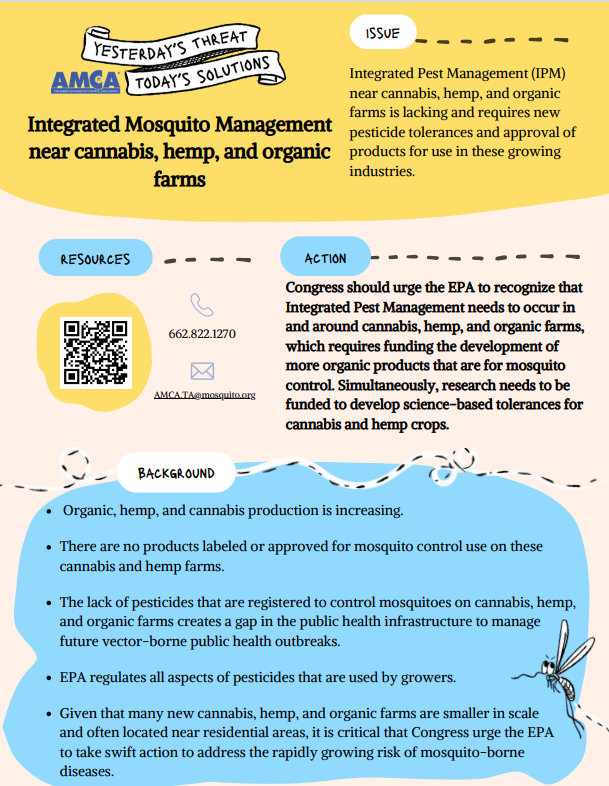 YESTERDAY'S THREAT
TODAY'S SOLUTIONS
AMCA
Integrated Mosquito Management
near cannabis, hemp, and organic
farms
ISSUE
Integrated Pest Management (IPM)
near cannabis, hemp, and organic
farms is lacking and requires new
pesticide tolerances and approval of
products for use in these growing
industries.
RESOURCES
662.822.1270
AMCA.TA@mosquito.org
ACTION
Congress should urge the EPA to recognize that
Integrated Pest Management needs to occur in
and around cannabis, hemp, and organic farms,
which requires funding the development of
more organic products that are for mosquito
control. Simultaneously, research needs to be
funded to develop science-based tolerances for
cannabis and hemp crops.
BACKGROUND
• Organic, hemp, and cannabis production is increasing.
• There are no products labeled or approved for mosquito control use on these
cannabis and hemp farms.
• The lack of pesticides that are registered to control mosquitoes on cannabis, hemp,
and organic farms creates a gap in the public health infrastructure to manage
future vector-borne public health outbreaks.
• EPA regulates all aspects of pesticides that are used by growers.
• Given that many new cannabis, hemp, and organic farms are smaller in scale
and often located near residential areas, it is critical that Congress urge the EPA
to take swift action to address the rapidly growing risk of mosquito-borne
diseases.